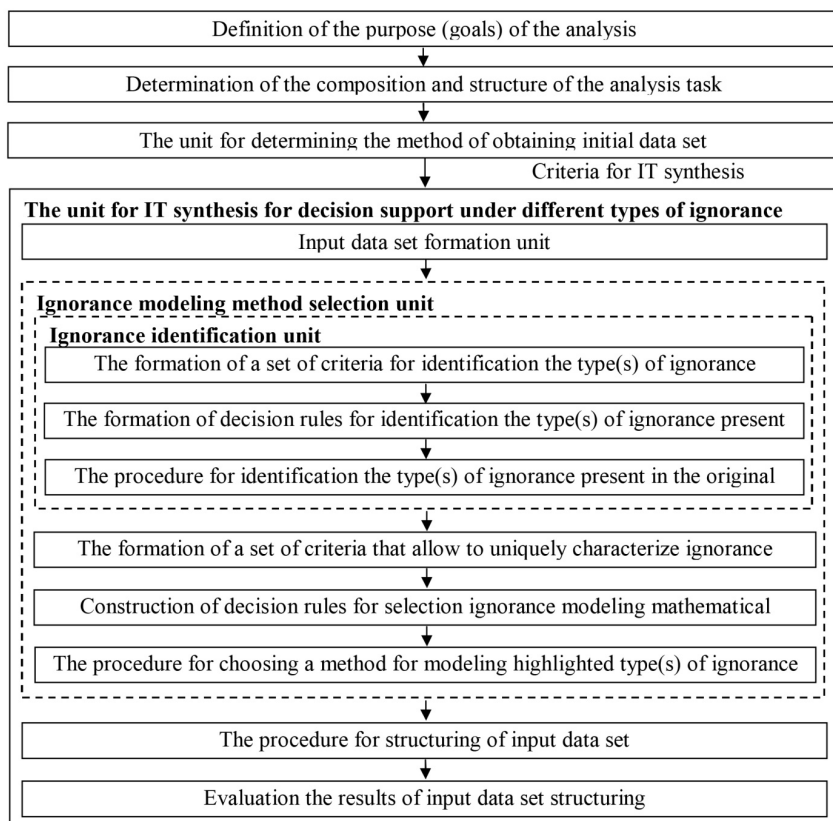 Definition of the purpose (goals) of the analysis
Determination of the composition and structure of the analysis task
The unit for determining the method of obtaining initial data set
Criteria for IT synthesis
The unit for IT synthesis for decision support under different types of ignorance
Input data set formation unit
Ignorance modeling method selection unit
Ignorance identification unit
The formation of a set of criteria for identification the type(s) of ignorance
The formation of decision rules for identification the type(s) of ignorance present
The procedure for identification the type(s) of ignorance present in the original
The formation of a set of criteria that allow to uniquely characterize ignorance
Construction of decision rules for selection ignorance modeling mathematical
The procedure for choosing a method for modeling highlighted type(s) of ignorance
The procedure for structuring of input data set
Evaluation the results of input data set structuring